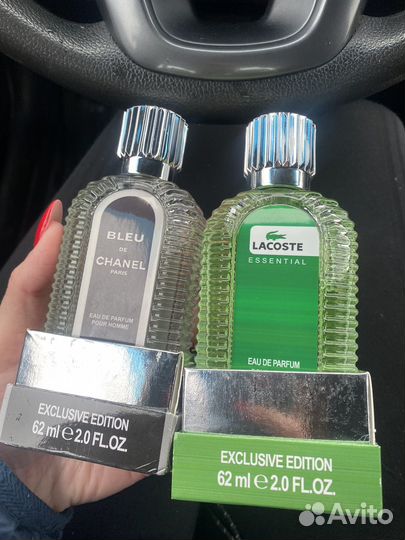 BLEU
DE
CHANEL
PARIS
EAU DE PARFUM
POUR HOMME
EXCLUSIVE EDITION
62 ml e 2.0 FL.OZ.
LACOSTE
ESSENTIAL
EAU DE PARFUM
EXCLUSIVE EDITION
62 ml e 2.0 FL.OZ.
Avito